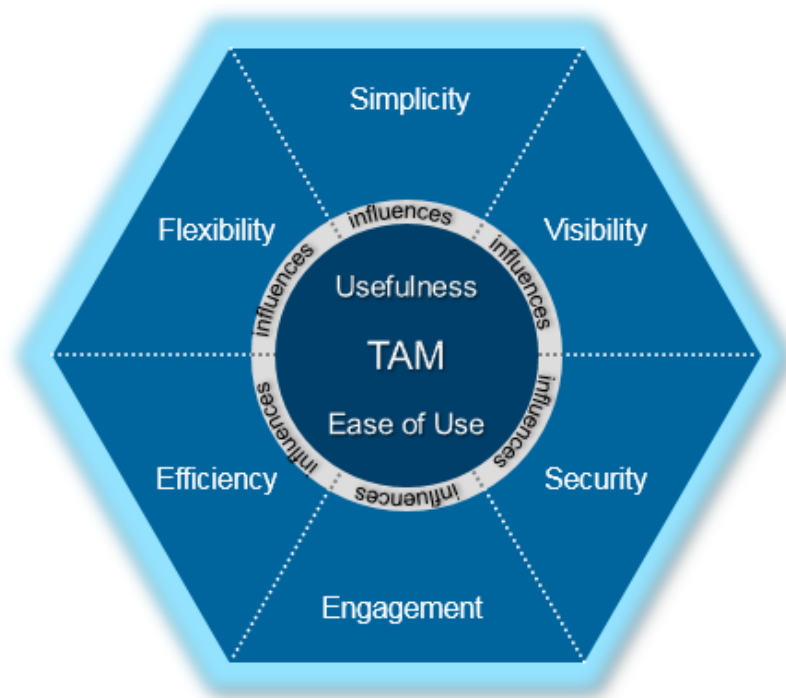 Simplicity
Flexibility
influences
Visibility
influences
influences
Usefulness
TAM
Ease of Use
influences
influences
influences
Efficiency
Security
Engagement